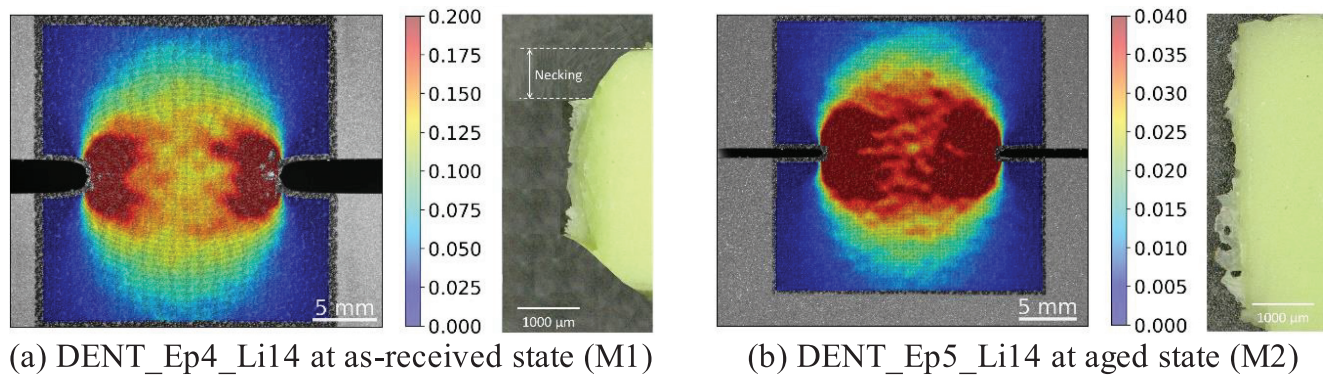 0.200
0.175
0.150
0.125
0.100
0.075
0.050
0.025
0.000
5 mm
Necking
1000 µm
0.040
0.035
0.030
0.025
0.020
0.015
0.010
0.005
0.000
5 mm
1000 µm
(a) DENT_Ep4_Li14 at as-received state (M1)
(b) DENT_Ep5_Li14 at aged state (M2)